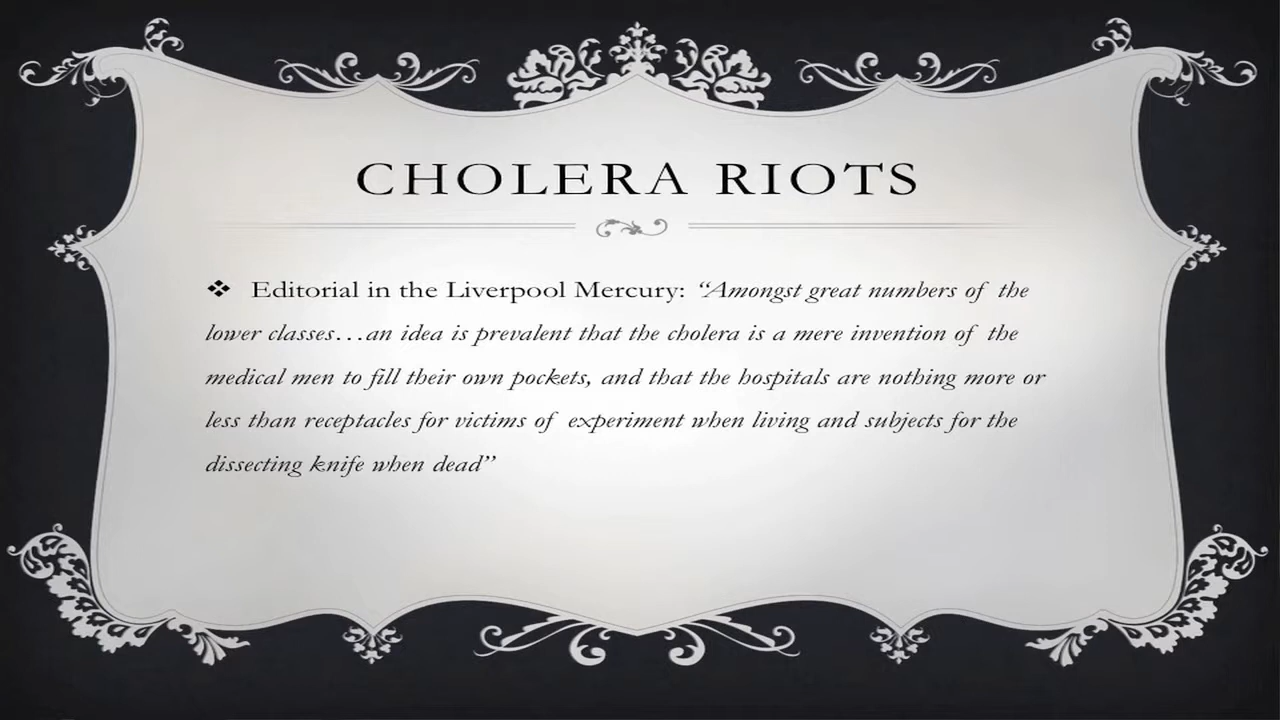 CHOLERA RIOTS
❖ Editorial in the Liverpool Mercury: “Amongst great numbers of the
lower classes…an idea is prevalent that the cholera is a mere invention of the
medical men to fill their own pockets, and that the hospitals are nothing more or
less than receptacles for victims of experiment when living and subjects for the
dissecting knife when dead”